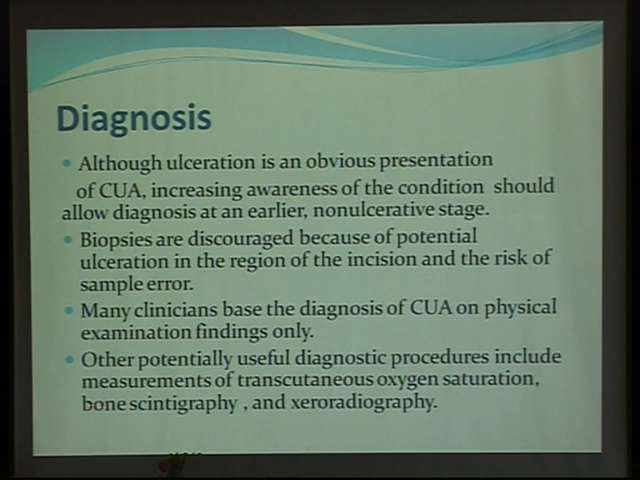 Diagnosis
• Although ulceration is an obvious presentation
of CUA, increasing awareness of the condition should
allow diagnosis at an earlier, nonulcerative stage.
• Biopsies are discouraged because of potential
ulceration in the region of the incision and the risk of
sample error.
• Many clinicians base the diagnosis of CUA on physical
examination findings only.
• Other potentially useful diagnostic procedures include
measurements of transcutaneous oxygen saturation,
bone scintigraphy , and xeroradiography.